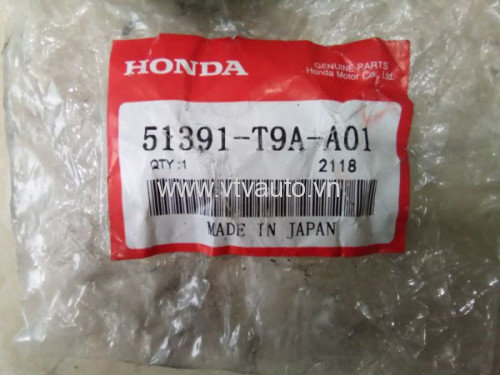 HONDA
GENUINE PARTS
Honda Motor Co., Ltd.
51391-T9A-A01
QTY:1 2118
www.vtvauto.vn
MADE IN JAPAN